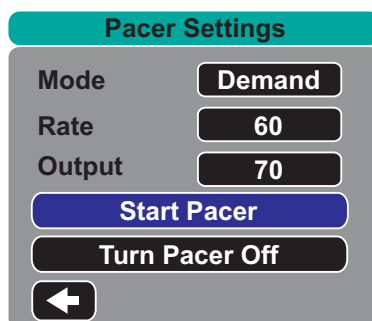 Pacer Settings
Mode Demand
Rate 60
Output 70
Start Pacer
Turn Pacer Off